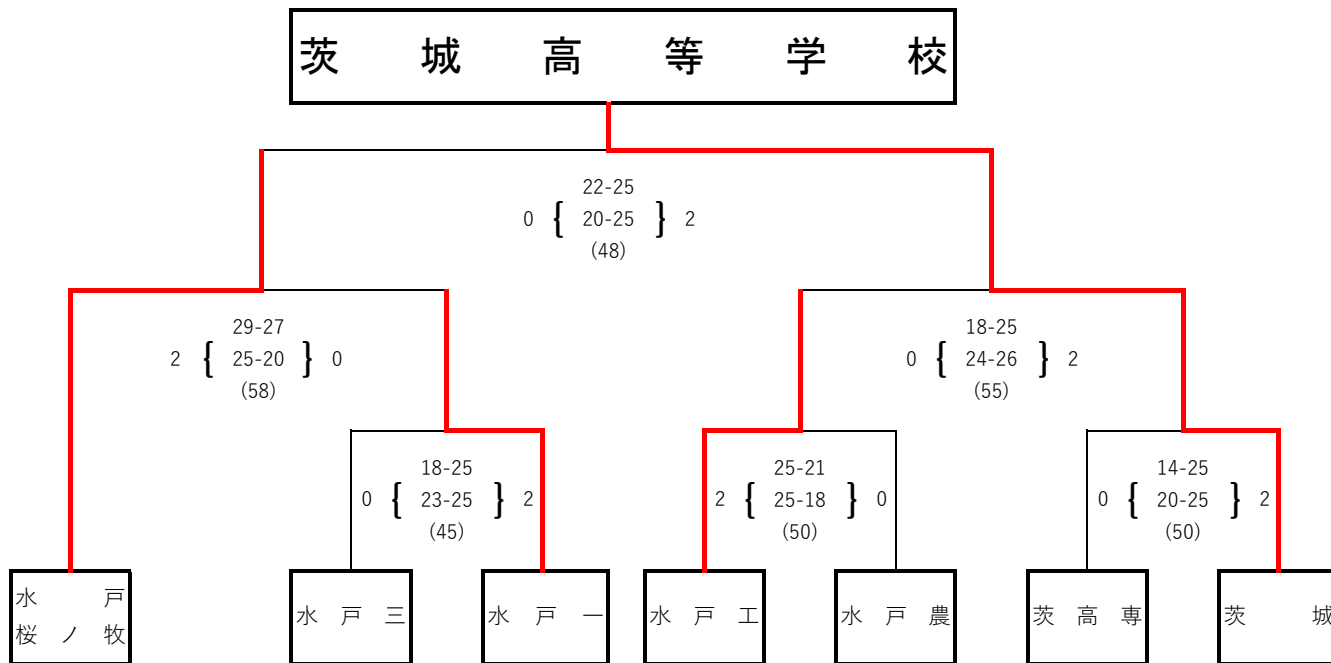 茨城高等学校
22-25
0 { 20-25 } 2
(48)
29-27
2 { 25-20 } 0
(58)
18-25
0 { 24-26 } 2
(55)
18-25
0 { 23-25 } 2
(45)
25-21
2 { 25-18 } 0
(50)
14-25
0 { 20-25 } 2
(50)
水戸
桜ノ牧
水戸三
水戸一
水戸工
水戸農
茨高専
茨城